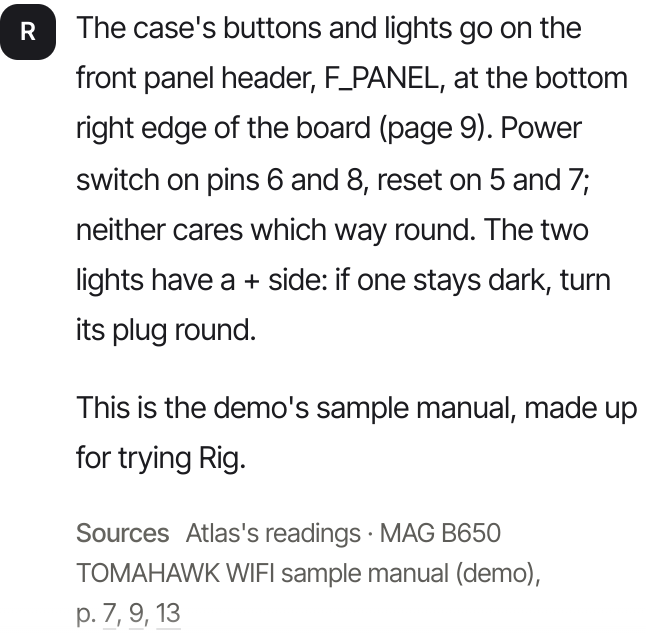 R
The case's buttons and lights go on the
front panel header, F_PANEL, at the bottom
right edge of the board (page 9). Power
switch on pins 6 and 8, reset on 5 and 7;
neither cares which way round. The two
lights have a + side: if one stays dark, turn
its plug round.
This is the demo's sample manual, made up
for trying Rig.
Sources Atlas's readings · MAG B650
TOMAHAWK WIFI sample manual (demo),
p. 7, 9, 13